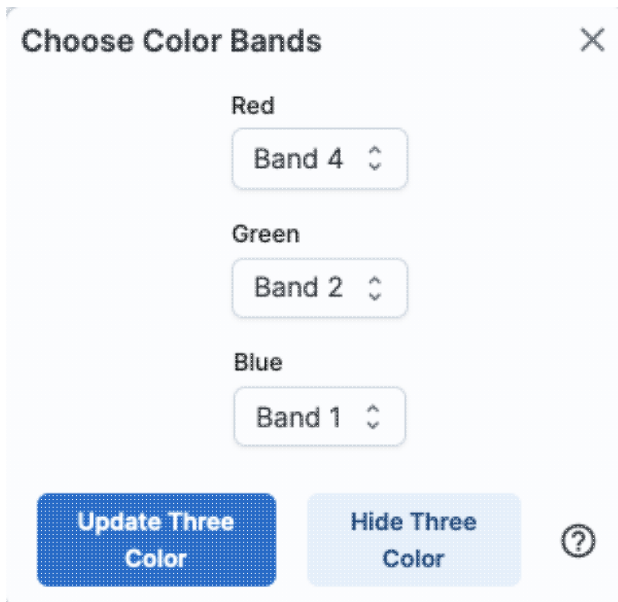 Choose Color Bands
Red
Band 4
Green
Band 2
Blue
Band 1
Update Three
Color
Hide Three
Color